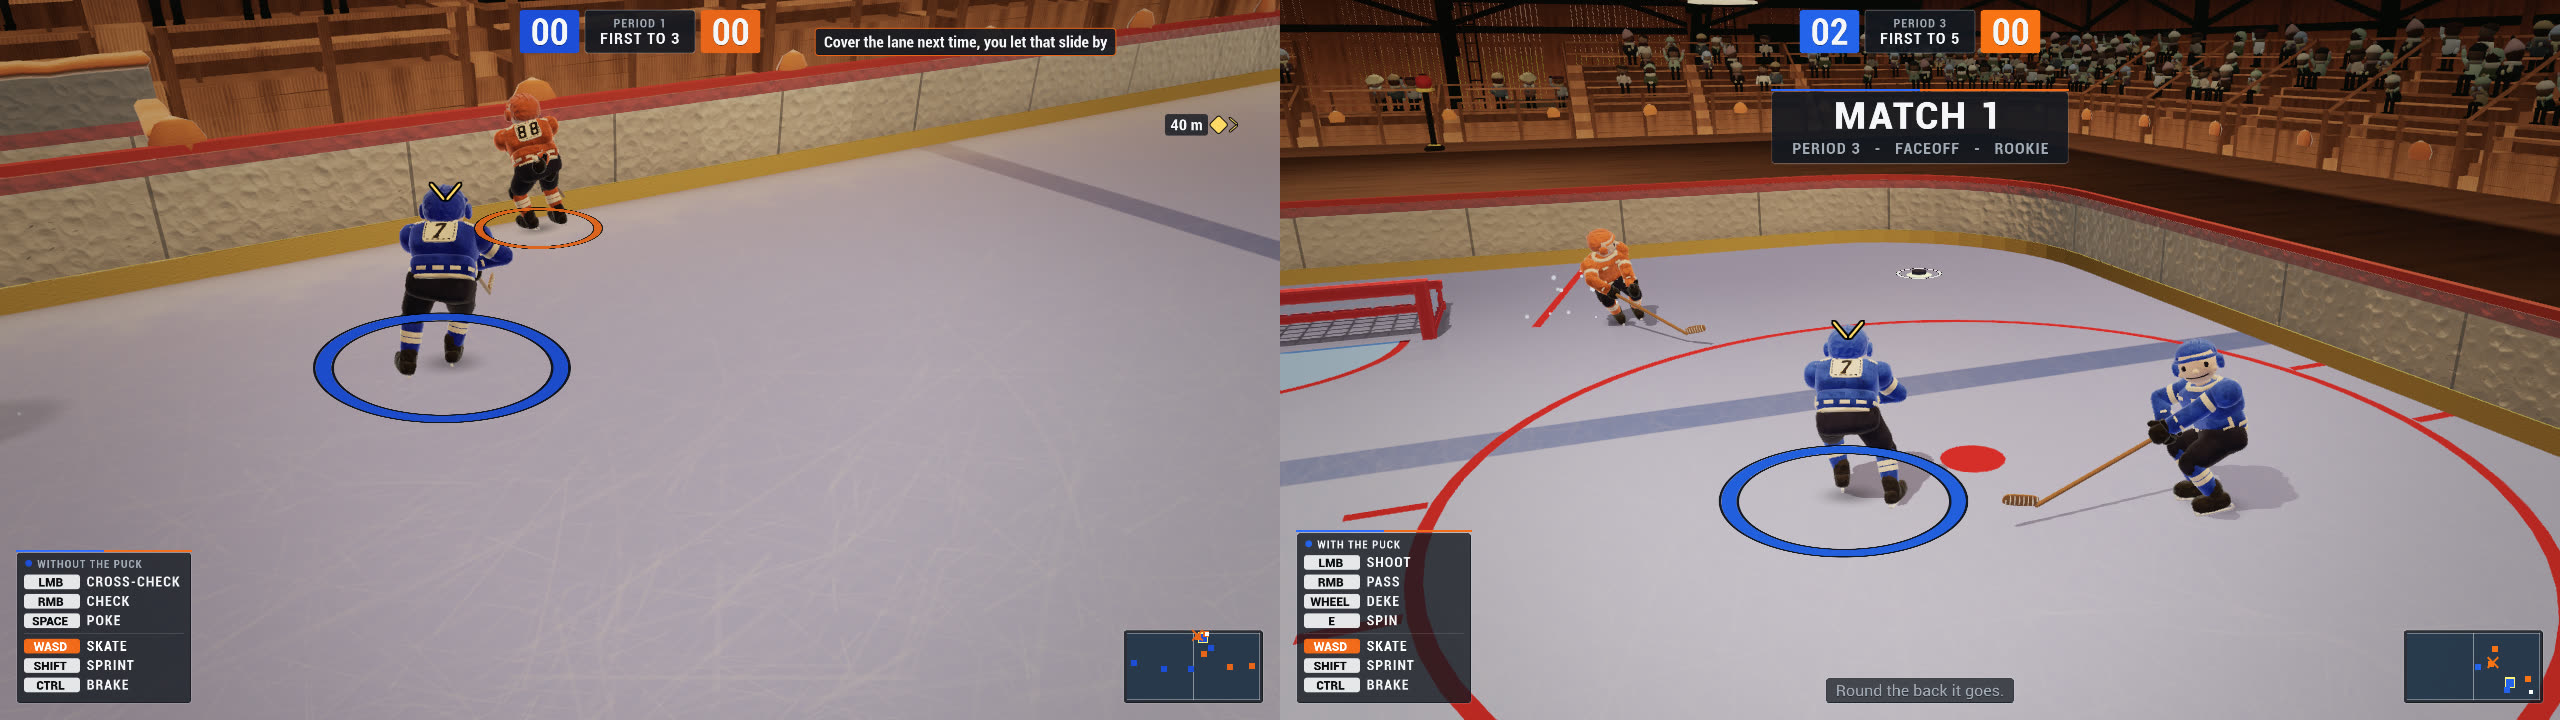 00
PERIOD 1
FIRST TO 3
00
Cover the lane next time, you let that slide by
40 m
88
7
WITHOUT THE PUCK
LMB CROSS-CHECK
RMB CHECK
SPACE POKE
WASD SKATE
SHIFT SPRINT
CTRL BRAKE
02
PERIOD 3
FIRST TO 5
00
MATCH 1
PERIOD 3 - FACEOFF - ROOKIE
7
WITH THE PUCK
LMB SHOOT
RMB PASS
WHEEL DEKE
E SPIN
WASD SKATE
SHIFT SPRINT
CTRL BRAKE
Round the back it goes.